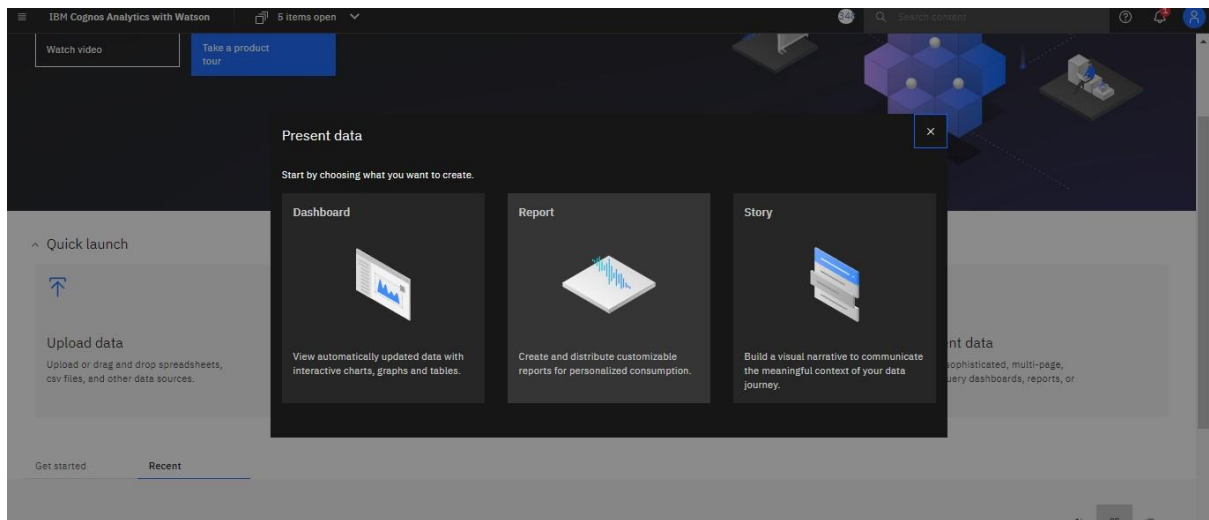 IBM Cognos Analytics with Watson
5 items open
Search content
Watch video
Take a product
tour
Present data
Start by choosing what you want to create.
Dashboard
Report
Story
View automatically updated data with
interactive charts, graphs and tables.
Create and distribute customizable
reports for personalized consumption.
Build a visual narrative to communicate
the meaningful context of your data
journey.
Quick launch
Upload data
Upload or drag and drop spreadsheets,
csv files, and other data sources.
nt data
sophisticated, multi-page,
uery dashboards, reports, or
Get started
Recent